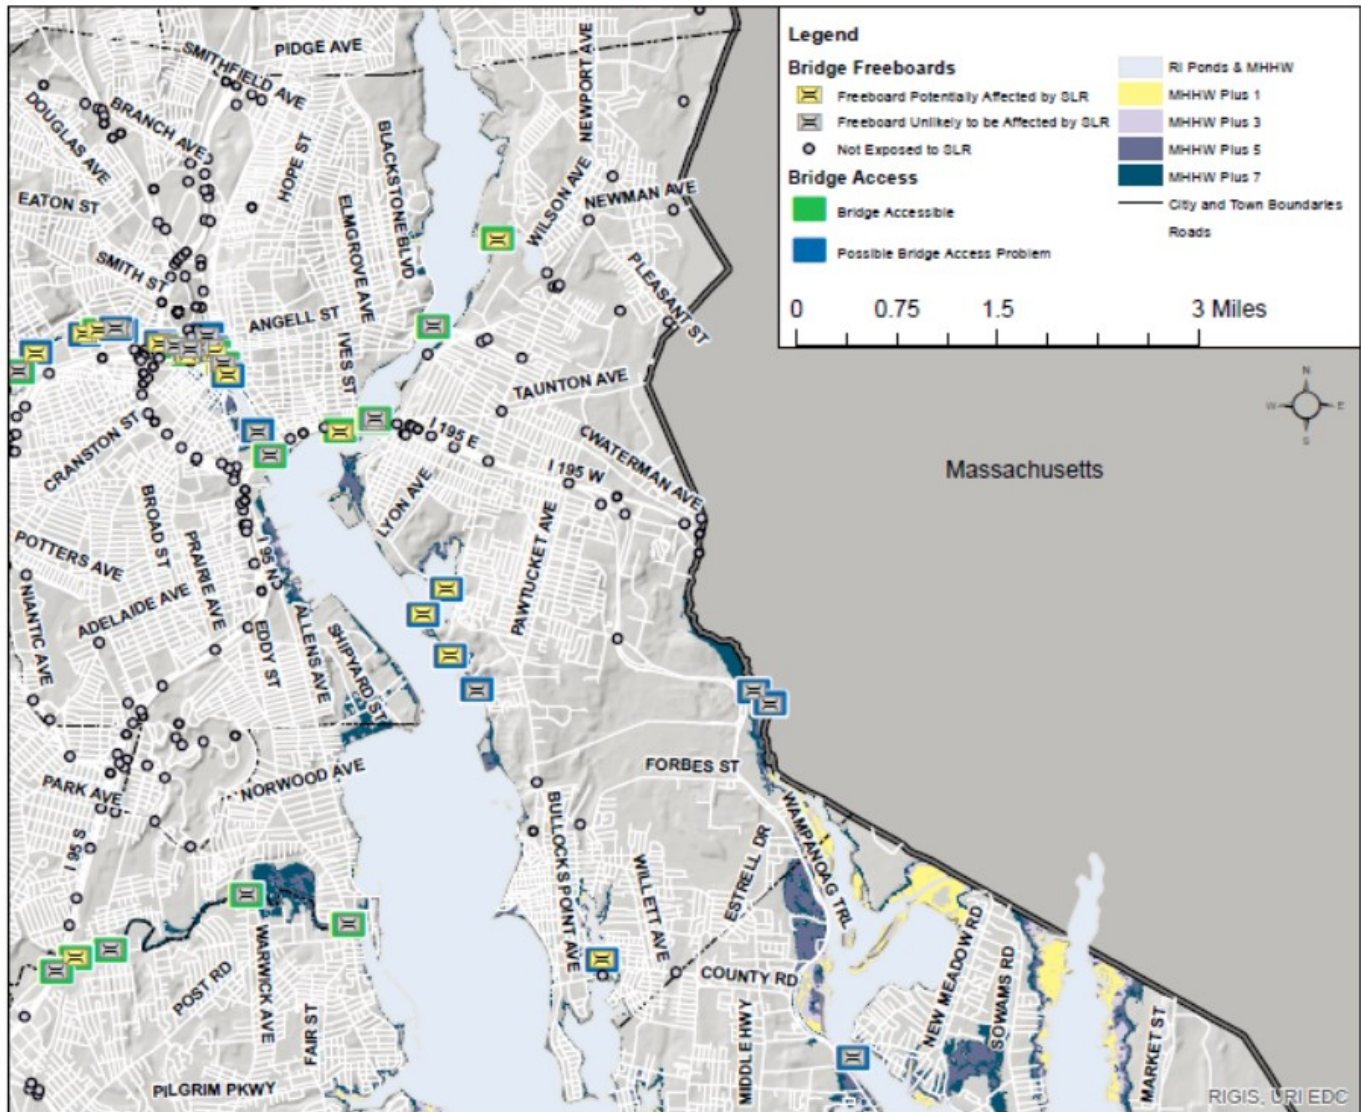 Legend
Bridge Freeboards
Freeboard Potentially Affected by SLR
Freeboard Unlikely to be Affected by SLR
Not Exposed to SLR
Bridge Access
Bridge Accessible
Possible Bridge Access Problem
RI Ponds & MHHW
MHHW Plus 1
MHHW Plus 3
MHHW Plus 5
MHHW Plus 7
Citiy and Town Boundaries
Roads
0 0.75 1.5 3 Miles
N
W E
S
Massachusetts
PIDGE AVE
SMITHFIELD AVE
BRANCH AVE
DOUGLAS AVE
EATON ST
HOPE ST
BLACKSTONE BLVD
ELMGROVE AVE
NEWPORT AVE
WILSON AVE
NEWMAN AVE
PLEASANT ST
SMITH ST
ANGELL ST
IVES ST
TAUNTON AVE
I 195 E
I 195 W
WATERMAN AVE
CRANSTON ST
BROAD ST
PRAIRIE AVE
LYON AVE
PAWTUCKET AVE
POTTERS AVE
ADELAIDE AVE
NIANTIC AVE
I 95 N
EDDY ST
ALLENS AVE
SHIPYARD ST
FORBES ST
NORWOOD AVE
PARK AVE
I 95 S
BULLOCKS POINT AVE
WILLETT AVE
ESTRELL DR
WAMPANOAG TRL
COUNTY RD
NEW MEADOW RD
SOWAMS RD
MIDDLE HWY
MARKET ST
POST RD
WARWICK AVE
FAIR ST
PILGRIM PKWY
RIGIS, URI EDC